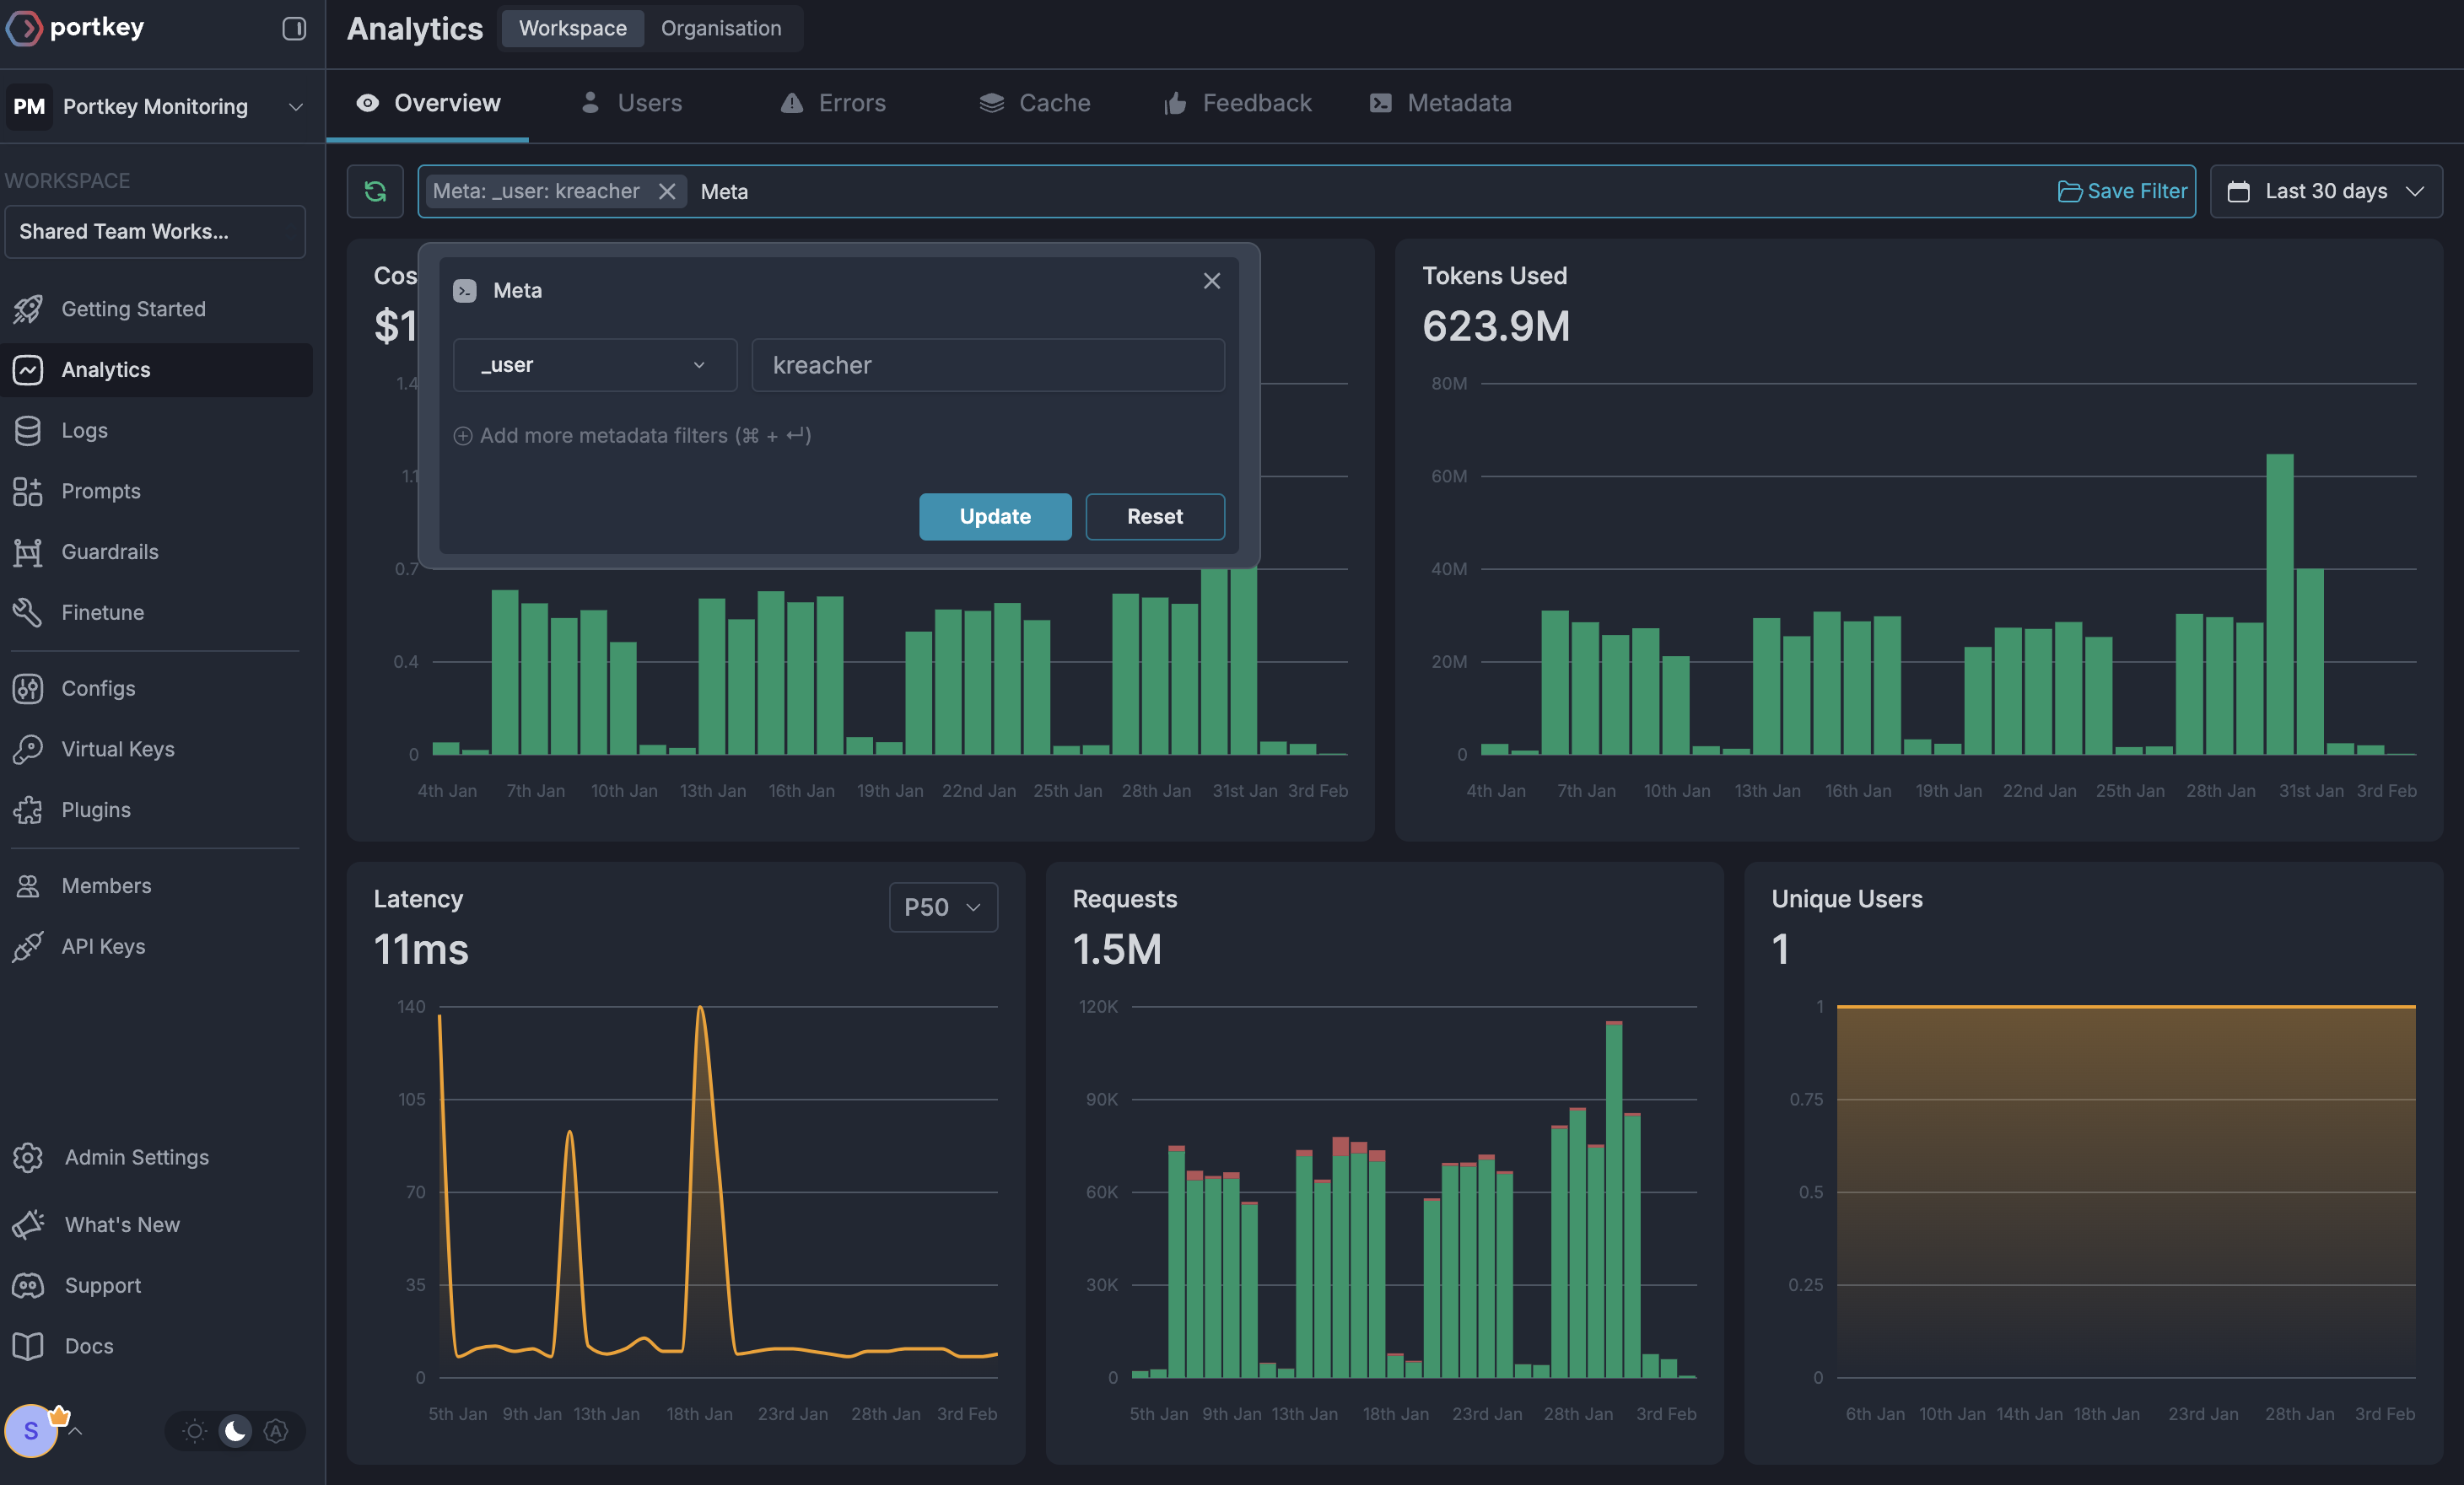 portkey
PM Portkey Monitoring
WORKSPACE
Shared Team Works...
Getting Started
Analytics
Logs
Prompts
Guardrails
Finetune
Configs
Virtual Keys
Plugins
Members
API Keys
Admin Settings
What's New
Support
Docs
S
A
Analytics Workspace Organisation
Overview Users Errors Cache Feedback Metadata
Meta: _user: kreacher Meta Save Filter Last 30 days
Cos
$1
1.4
1.1
0.7
0.4
0
4th Jan 7th Jan 10th Jan 13th Jan 16th Jan 19th Jan 22nd Jan 25th Jan 28th Jan 31st Jan 3rd Feb
Meta
_user kreacher
Add more metadata filters (⌘ + ↵)
Update Reset
Tokens Used
623.9M
80M
60M
40M
20M
0
4th Jan 7th Jan 10th Jan 13th Jan 16th Jan 19th Jan 22nd Jan 25th Jan 28th Jan 31st Jan 3rd Feb
Latency P50
11ms
140
105
70
35
0
5th Jan 9th Jan 13th Jan 18th Jan 23rd Jan 28th Jan 3rd Feb
Requests
1.5M
120K
90K
60K
30K
0
5th Jan 9th Jan 13th Jan 18th Jan 23rd Jan 28th Jan 3rd Feb
Unique Users
1
1
0.75
0.5
0.25
0
6th Jan 10th Jan 14th Jan 18th Jan 23rd Jan 28th Jan 3rd Feb